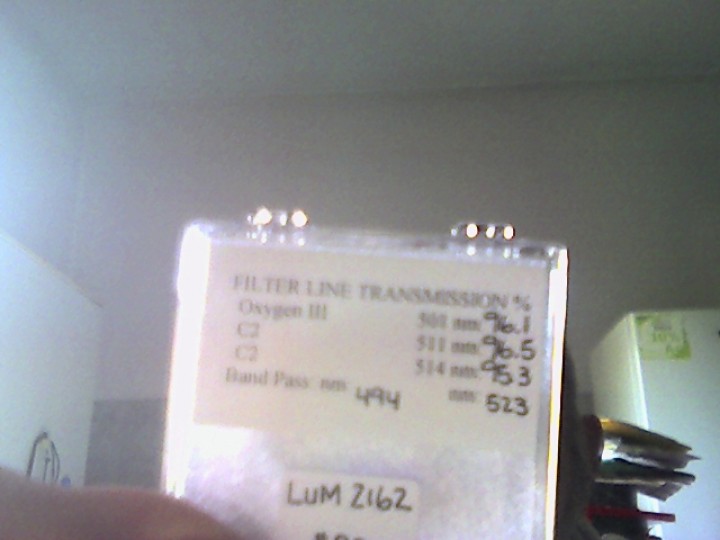 FILTER LINE TRANSMISSION %
Oxygen III 501 nm 96.1
C2 511 nm 96.5
C2 514 nm 95.3
Band Pass nm 494 nm 523
LUM 2162